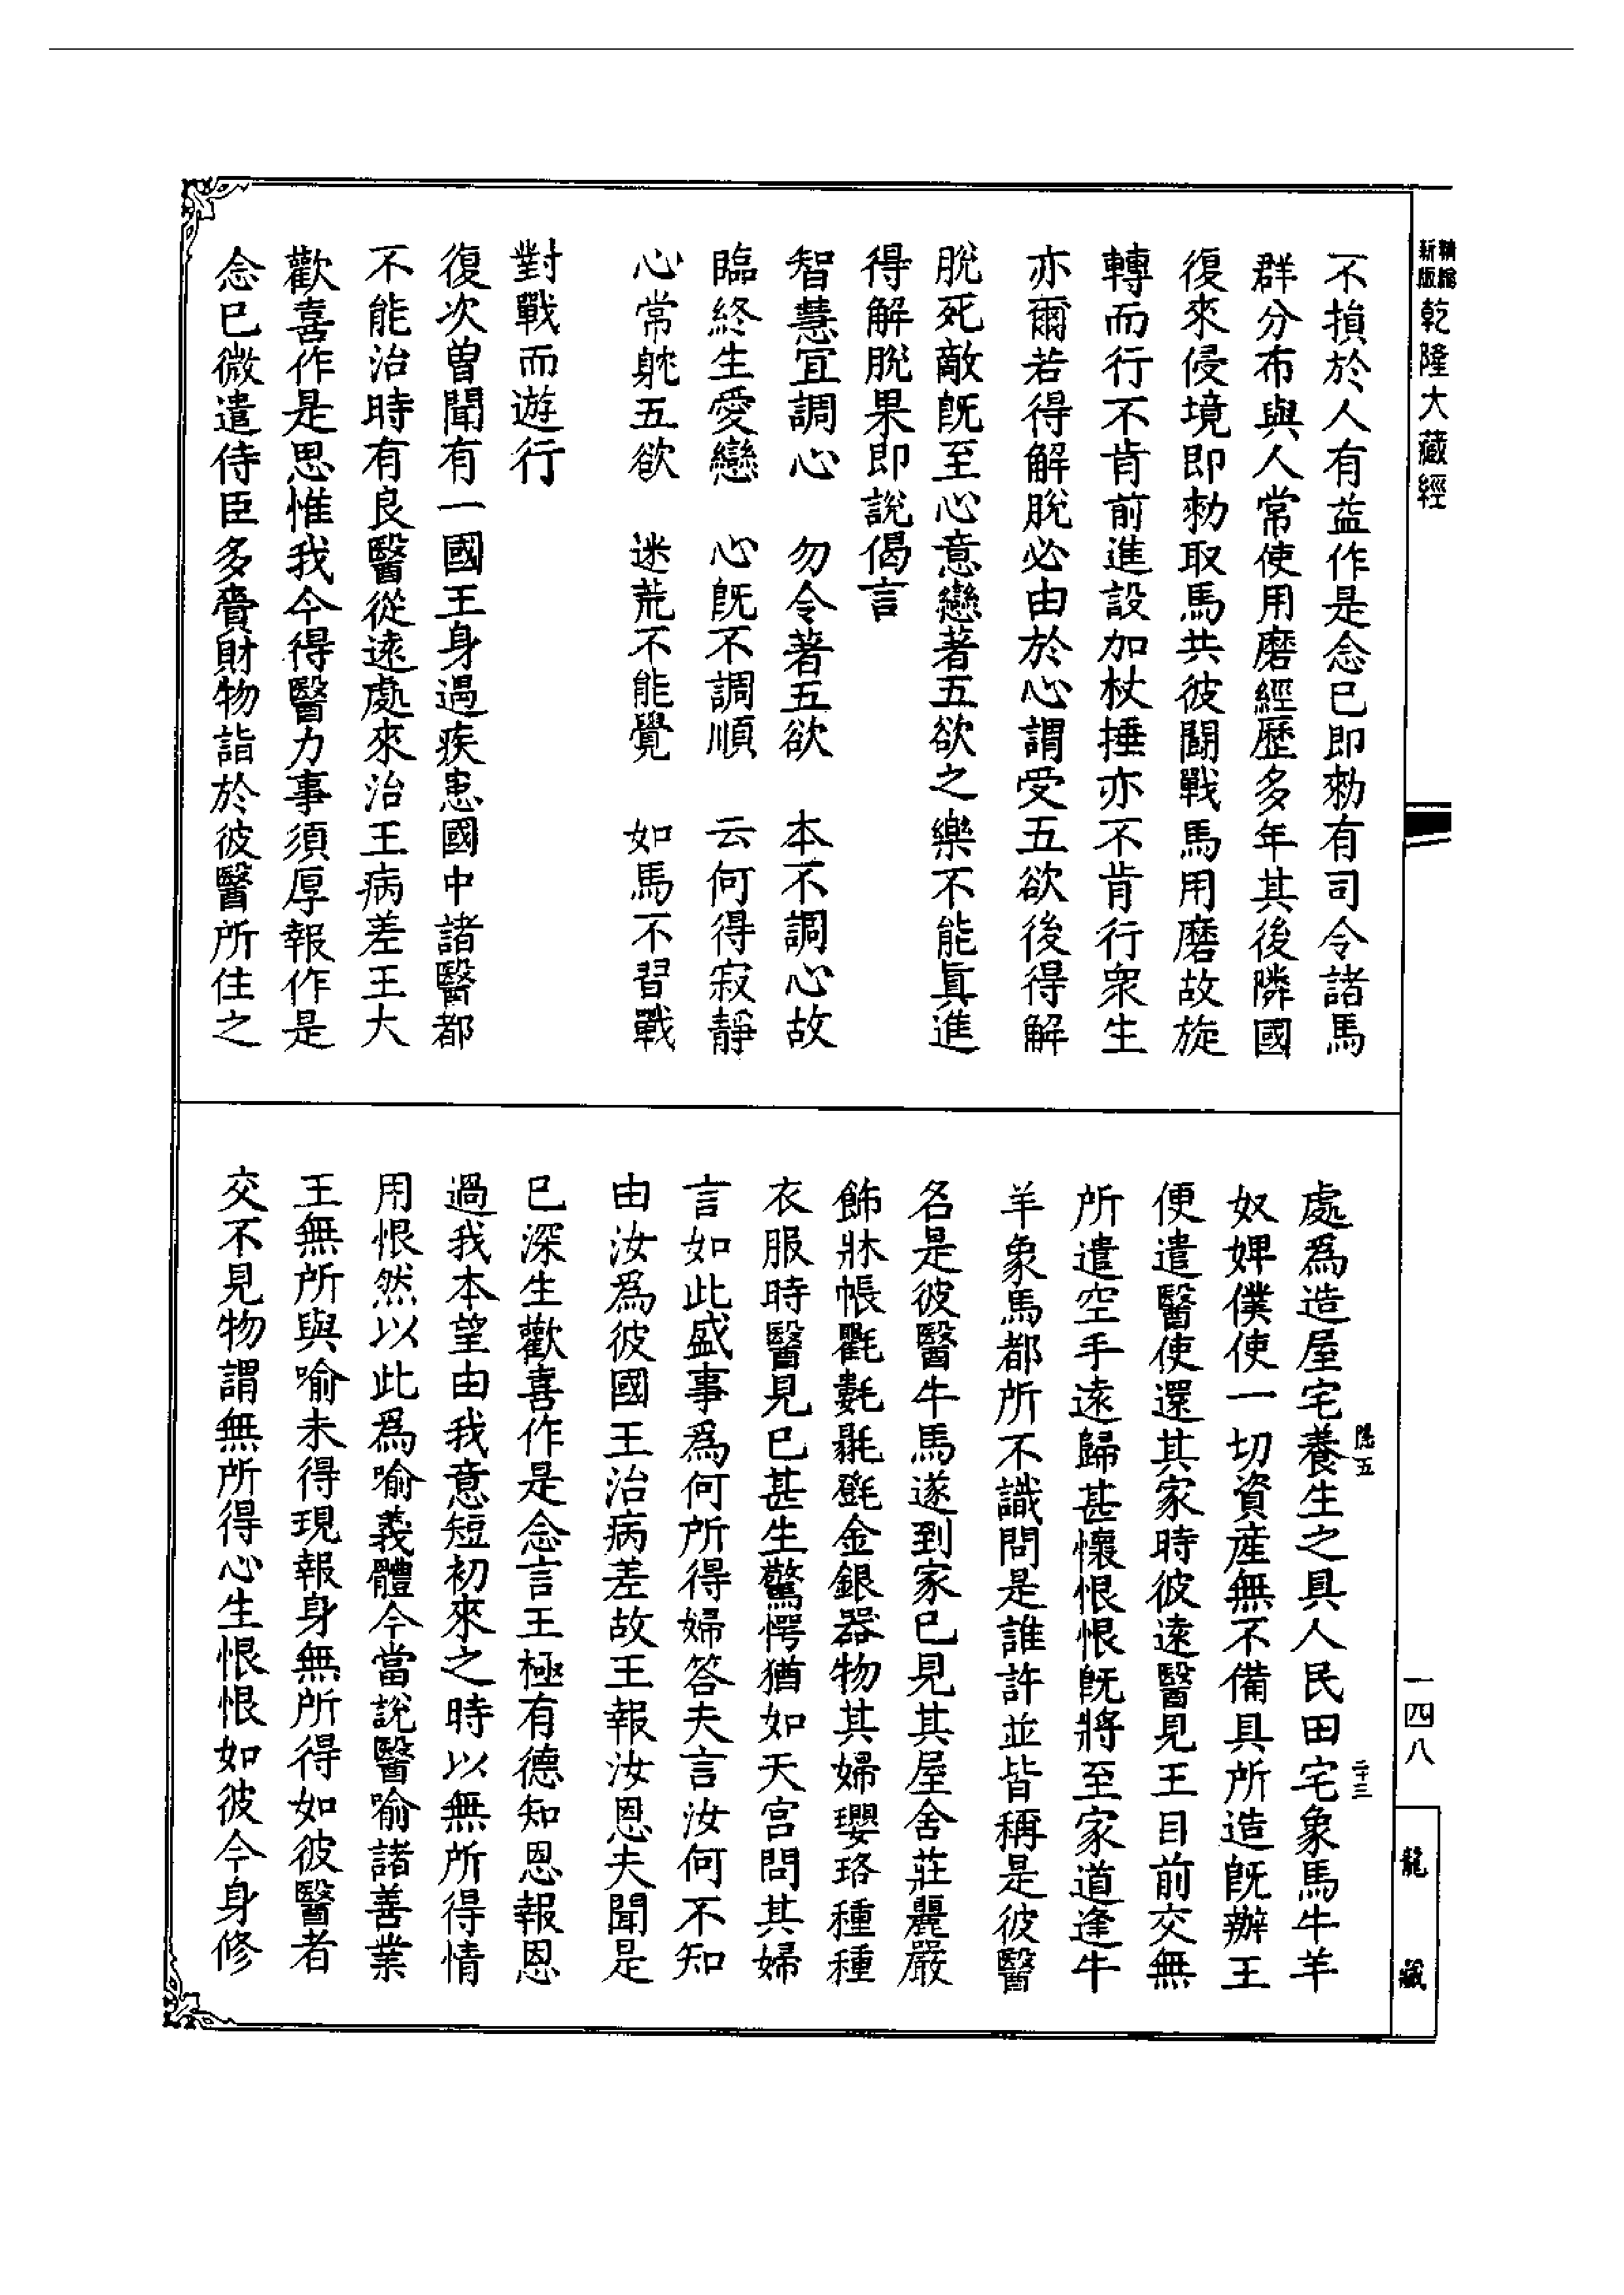 精縮新版乾隆大藏經
不損於人有益作是念已即勑有司令諸馬
群分布與人常使用磨經歷多年其後隣國
復來侵境即勑取馬共彼鬪戰馬用磨故旋
轉而行不肯前進設加杖捶亦不肯行衆生
亦爾若得解脫必由於心謂受五欲後得解
脫死敵旣至心意戀著五欲之樂不能眞進
得解脫果即說偈言
智慧宜調心　勿令著五欲　本不調心故
臨終生愛戀　心旣不調順　云何得寂靜
心常躭五欲　迷荒不能覺　如馬不習戰
對戰而遊行
復次曾聞有一國王身遇疾患國中諸醫都
不能治時有良醫從遠處來治王病差王大
歡喜作是思惟我今得醫力事須厚報作是
念已微遣侍臣多賷財物詣於彼醫所住之
處爲造屋宅養生之具人民田宅象馬牛羊
奴婢僕使一切資產無不備具所造旣辦王
便遣醫使還其家時彼遠醫見王目前交無
所遣空手遠歸甚懷恨恨旣將至家道逢牛
羊象馬都所不識問是誰許並皆稱是彼醫
名是彼醫牛馬遂到家已見其屋舍莊麗嚴
飾牀帳氍㲣毾㲪金銀器物其婦瓔珞種種
衣服時醫見已甚生驚愕猶如天宮問其婦
言如此盛事爲何所得婦答夫言汝何不知
由汝爲彼國王治病差故王報汝恩夫聞是
已深生歡喜作是念言王極有德知恩報恩
過我本望由我意短初來之時以無所得情
用恨然以此爲喻義體今當說醫喻諸善業
王無所與喻未得現報身無所得如彼醫者
交不見物謂無所得心生恨恨如彼今身修
隱五
二十三
一四八
龍藏